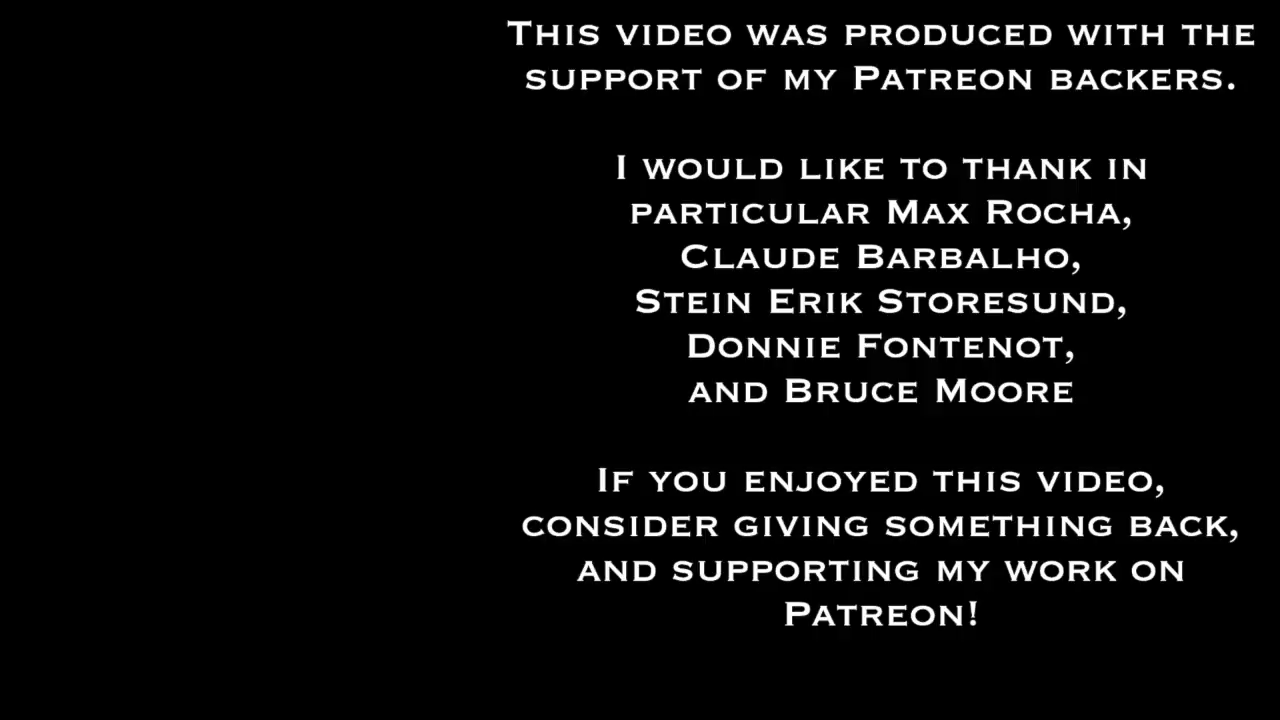 This video was produced with the
support of my Patreon backers.
I would like to thank in
particular Max Rocha,
Claude Barbalho,
Stein Erik Storesund,
Donnie Fontenot,
and Bruce Moore
If you enjoyed this video,
consider giving something back,
and supporting my work on
Patreon!